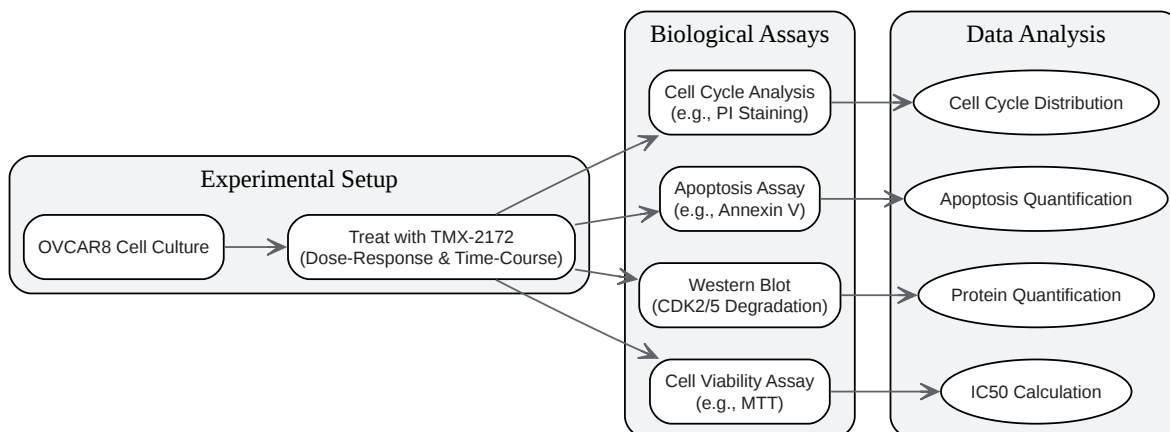 Experimental Setup
OVCAR8 Cell Culture
Treat with TMX-2172
(Dose-Response & Time-Course)
Biological Assays
Cell Cycle Analysis
(e.g., PI Staining)
Apoptosis Assay
(e.g., Annexin V)
Western Blot
(CDK2/5 Degradation)
Cell Viability Assay
(e.g., MTT)
Data Analysis
Cell Cycle Distribution
Apoptosis Quantification
Protein Quantification
IC50 Calculation